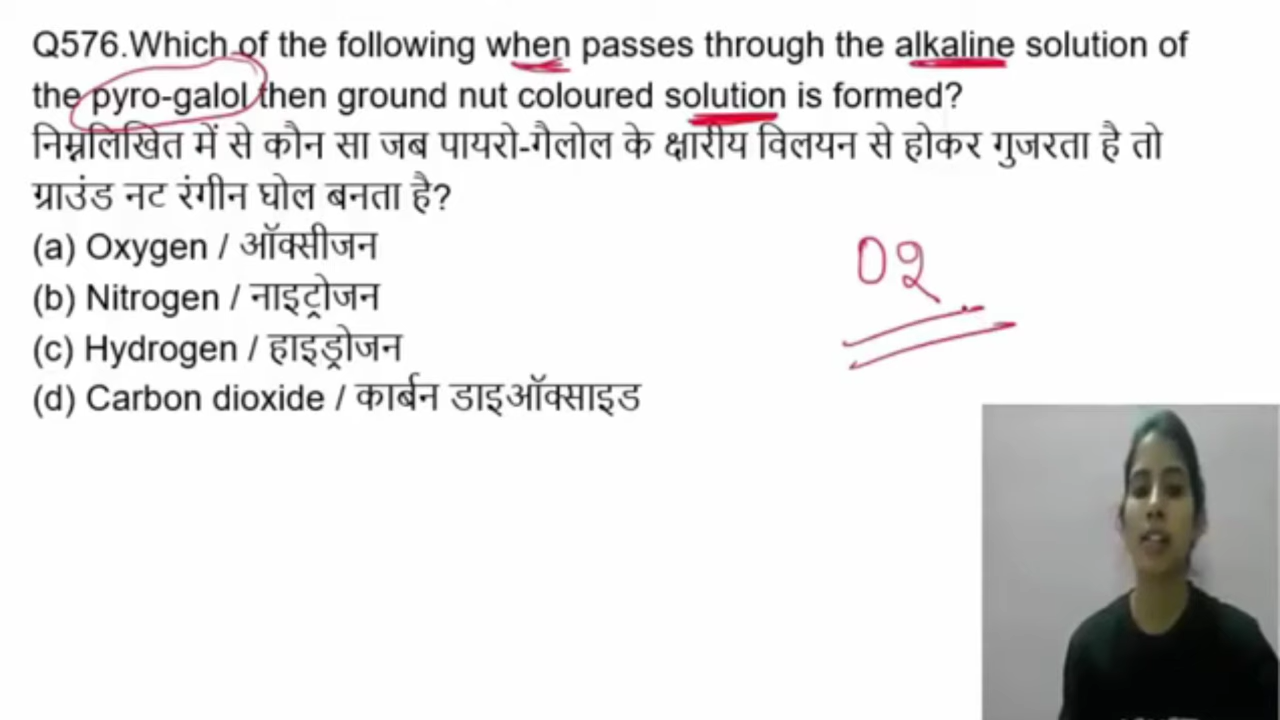 Q576.Which of the following when passes through the alkaline solution of
the pyro-galol then ground nut coloured solution is formed?
निम्नलिखित में से कौन सा जब पायरो-गैलोल के क्षारीय विलयन से होकर गुजरता है तो
ग्राउंड नट रंगीन घोल बनता है?
(a) Oxygen / ऑक्सीजन
(b) Nitrogen / नाइट्रोजन
(c) Hydrogen / हाइड्रोजन
(d) Carbon dioxide / कार्बन डाइऑक्साइड
O2